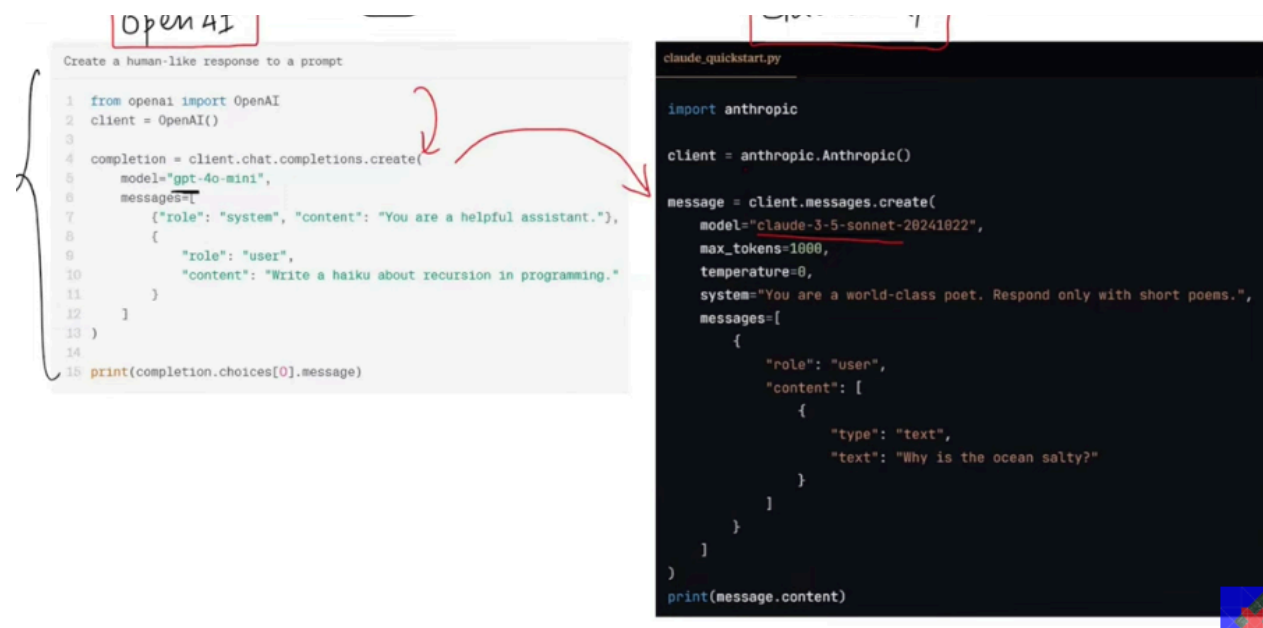 Open AI
Create a human-like response to a prompt
1 from openai import OpenAI
2 client = OpenAI()
3
4 completion = client.chat.completions.create(
5 model="gpt-4o-mini",
6 messages=[
7 {"role": "system", "content": "You are a helpful assistant."},
8 {
9 "role": "user",
10 "content": "Write a haiku about recursion in programming."
11 }
12 ]
13 )
14
15 print(completion.choices[0].message)
claude_quickstart.py
import anthropic
client = anthropic.Anthropic()
message = client.messages.create(
model="claude-3-5-sonnet-20241022",
max_tokens=1000,
temperature=0,
system="You are a world-class poet. Respond only with short poems.",
messages=[
{
"role": "user",
"content": [
{
"type": "text",
"text": "Why is the ocean salty?"
}
]
}
]
)
print(message.content)